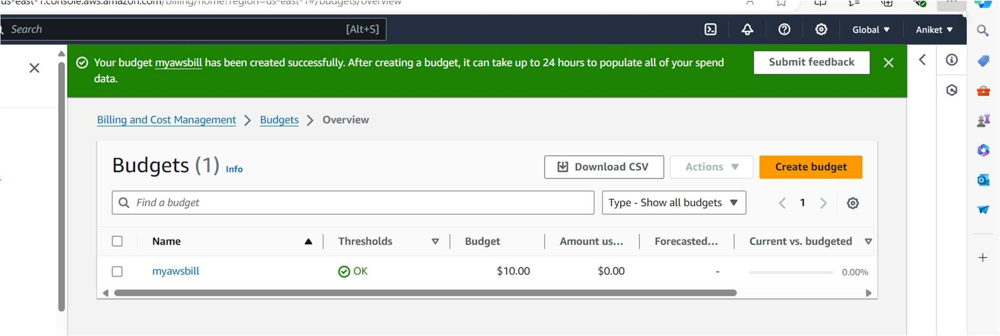 us-east-1.console.aws.amazon.com/billing/home?region=us-east-1#/budgets/overview
Search [Alt+S] Global Aniket
Your budget myawsbill has been created successfully. After creating a budget, it can take up to 24 hours to populate all of your spend
data.
Submit feedback
Billing and Cost Management > Budgets > Overview
Budgets (1) Info Download CSV Actions Create budget
Find a budget Type - Show all budgets 1
Name Thresholds Budget Amount us... Forecasted... Current vs. budgeted
myawsbill OK $10.00 $0.00 - 0.00%